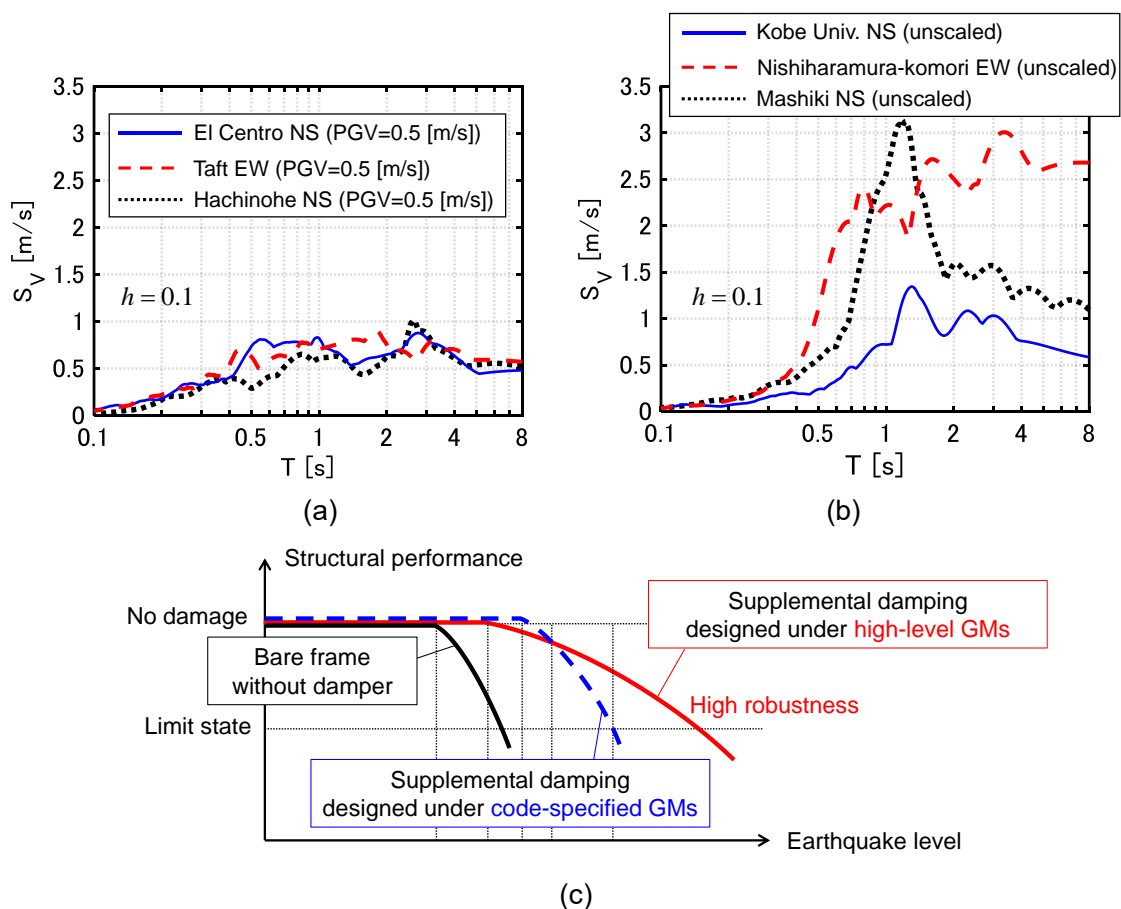 3.5
3
2.5
2
1.5
1
0.5
0
S_V [m/s]
El Centro NS (PGV=0.5 [m/s])
Taft EW (PGV=0.5 [m/s])
Hachinohe NS (PGV=0.5 [m/s])
h = 0.1
0.1 0.5 1 2 4 8
T [s]
(a)
Kobe Univ. NS (unscaled)
Nishiharamura-komori EW (unscaled)
Mashiki NS (unscaled)
3.5
3
2.5
2
1.5
1
0.5
0
S_V [m/s]
h = 0.1
0.1 0.5 1 2 4 8
T [s]
(b)
Structural performance
No damage
Limit state
Bare frame
without damper
Supplemental damping
designed under high-level GMs
High robustness
Supplemental damping
designed under code-specified GMs
Earthquake level
(c)